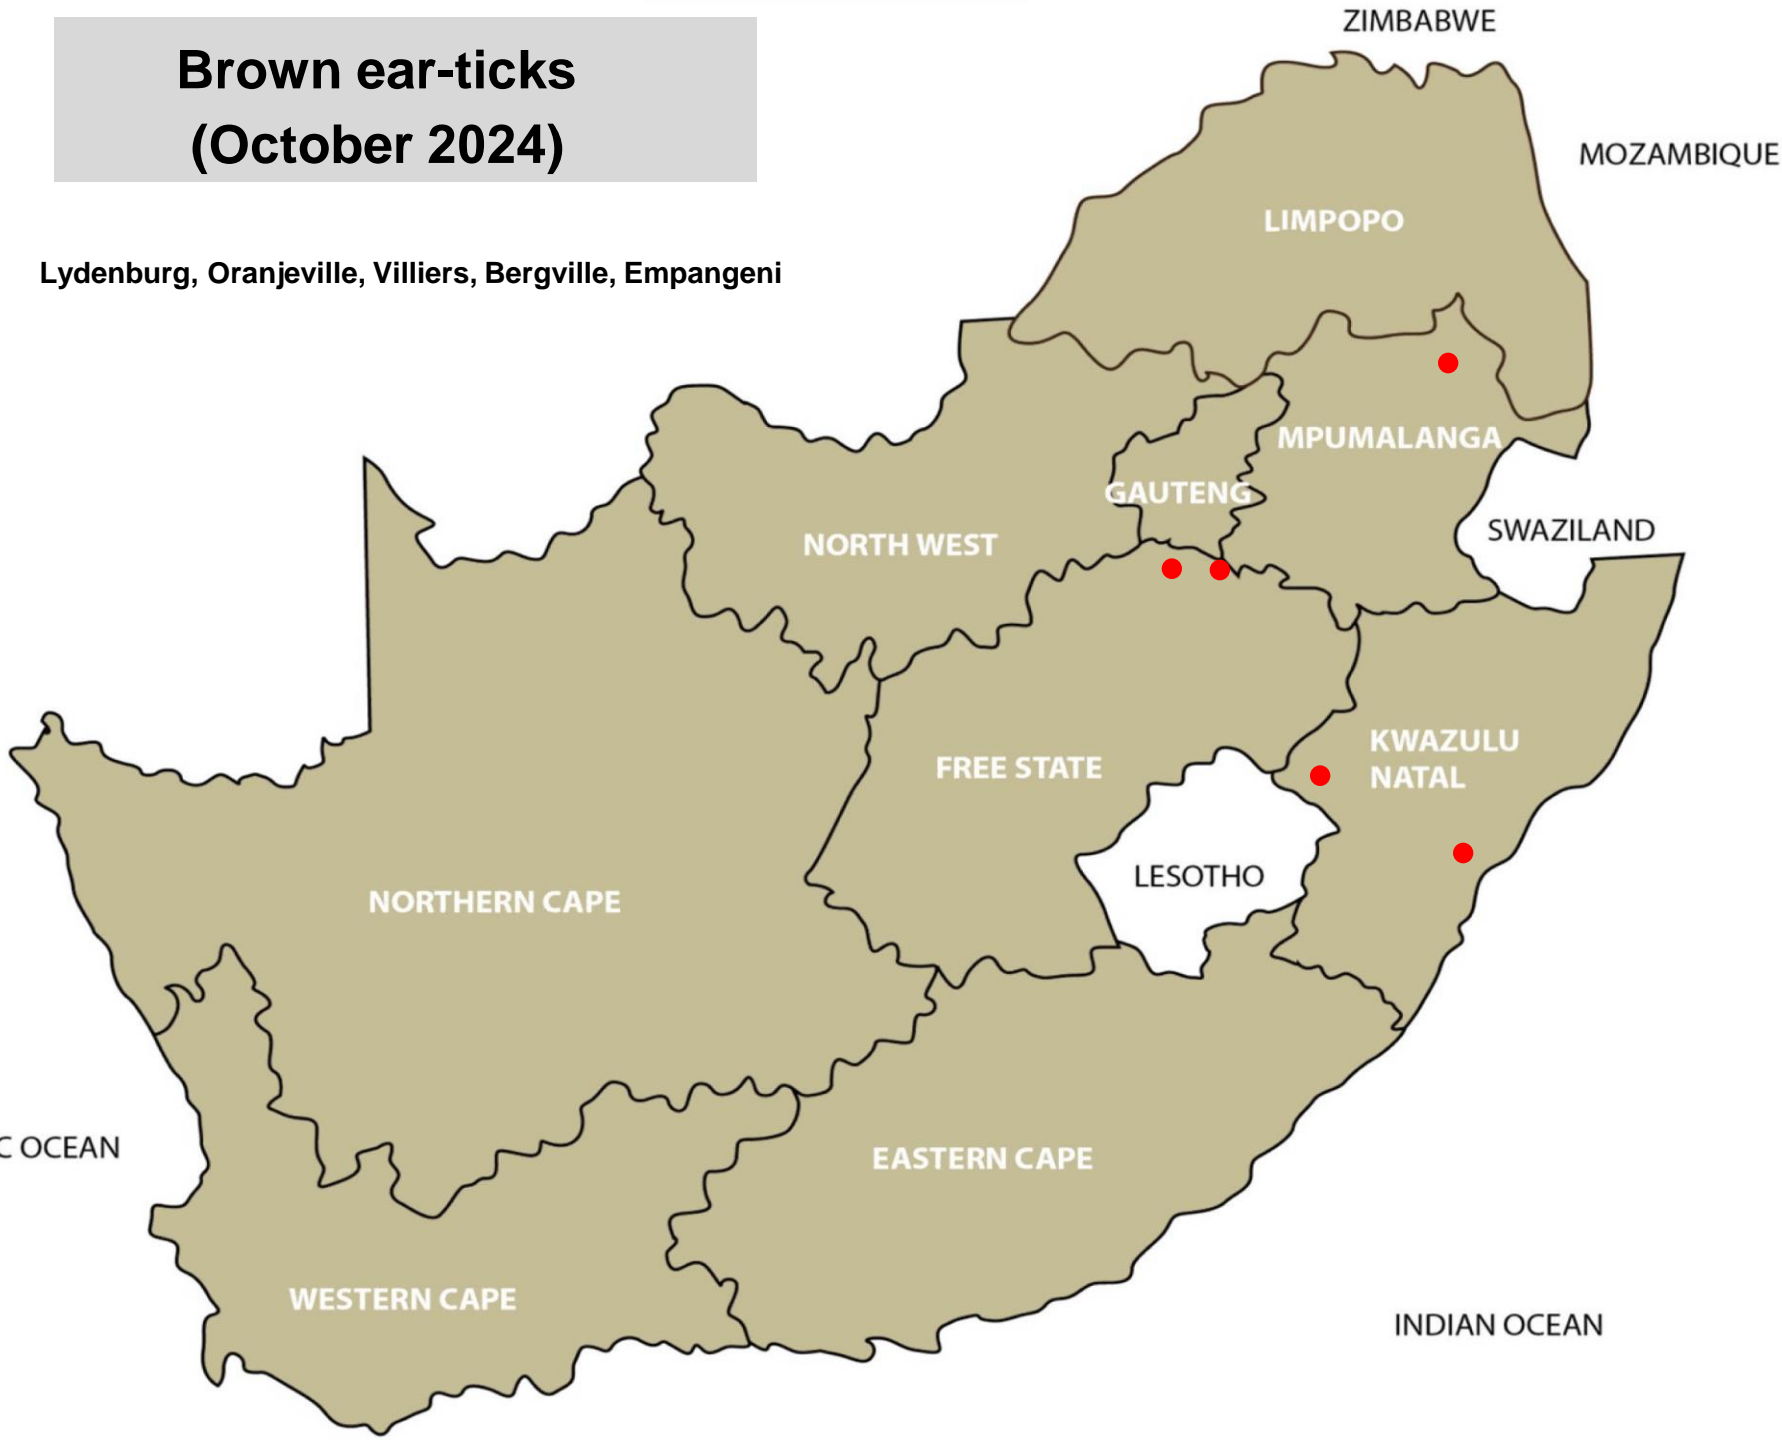 Brown ear-ticks
(October 2024)
Lydenburg, Oranjeville, Villiers, Bergville, Empangeni
ZIMBABWE
MOZAMBIQUE
LIMPOPO
MPUMALANGA
GAUTENG
SWAZILAND
NORTH WEST
KWAZULU
NATAL
FREE STATE
LESOTHO
NORTHERN CAPE
C OCEAN
EASTERN CAPE
WESTERN CAPE
INDIAN OCEAN